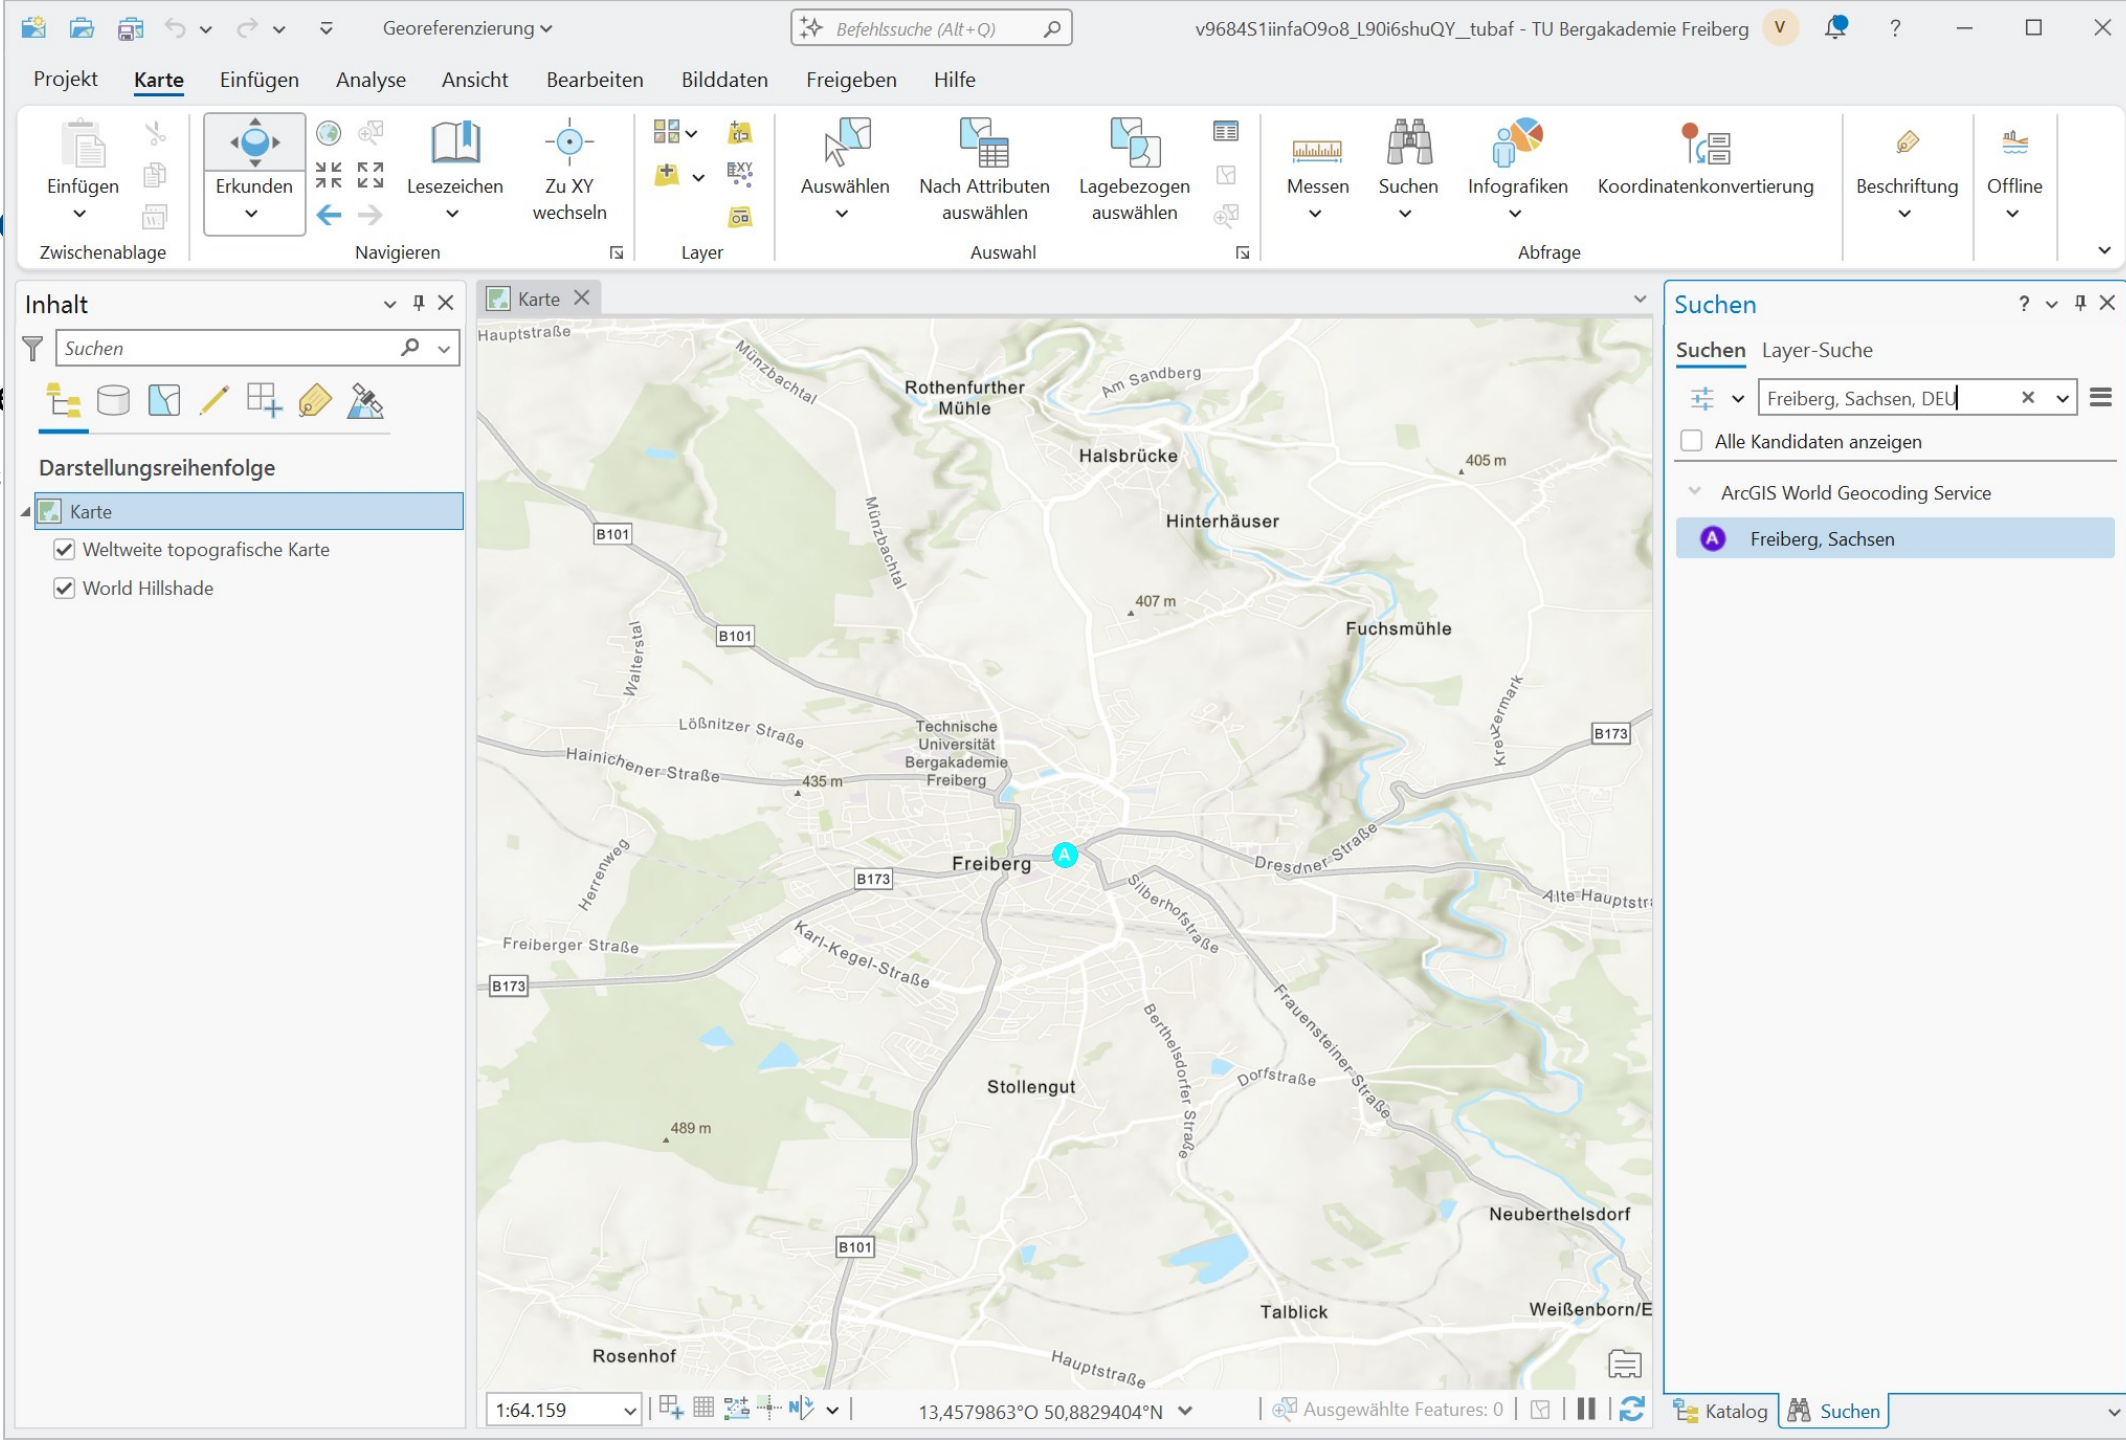 Georeferenzierung
Befehlssuche (Alt+Q)
v9684S1iinfaO9o8_L90i6shuQY__tubaf - TU Bergakademie Freiberg
V
?
Projekt Karte Einfügen Analyse Ansicht Bearbeiten Bilddaten Freigeben Hilfe
Einfügen
Zwischenablage
Erkunden
Lesezeichen
Zu XY
wechseln
Navigieren
Layer
Auswählen
Nach Attributen
auswählen
Lagebezogen
auswählen
Auswahl
Messen
Suchen
Infografiken
Koordinatenkonvertierung
Abfrage
Beschriftung
Offline
Inhalt
Suchen
Darstellungsreihenfolge
Karte
Weltweite topografische Karte
World Hillshade
Karte
Hauptstraße
Münzbachtal
Rothenfurther
Mühle
Am Sandberg
Halsbrücke
405 m
Münzbachtal
Hinterhäuser
B101
407 m
Fuchsmühle
B101
Walterstal
Kreuzermark
Lößnitzer Straße
Technische
Universität
Bergakademie
Freiberg
B173
Hainichener Straße
435 m
Herrenweg
Freiberg
A
Dresdner Straße
B173
Silberhofstraße
Alte Hauptstr
Freiberger Straße
Karl-Kegel-Straße
B173
Frauensteiner Straße
Berthelsdorfer Straße
Stollengut
Dorfstraße
489 m
Neuberthelsdorf
B101
Talblick
Weißenborn/E
Rosenhof
Hauptstraße
1:64.159
N
13,4579863°O 50,8829404°N
Ausgewählte Features: 0
Suchen
?
Suchen Layer-Suche
Freiberg, Sachsen, DEU
Alle Kandidaten anzeigen
ArcGIS World Geocoding Service
A Freiberg, Sachsen
Katalog Suchen